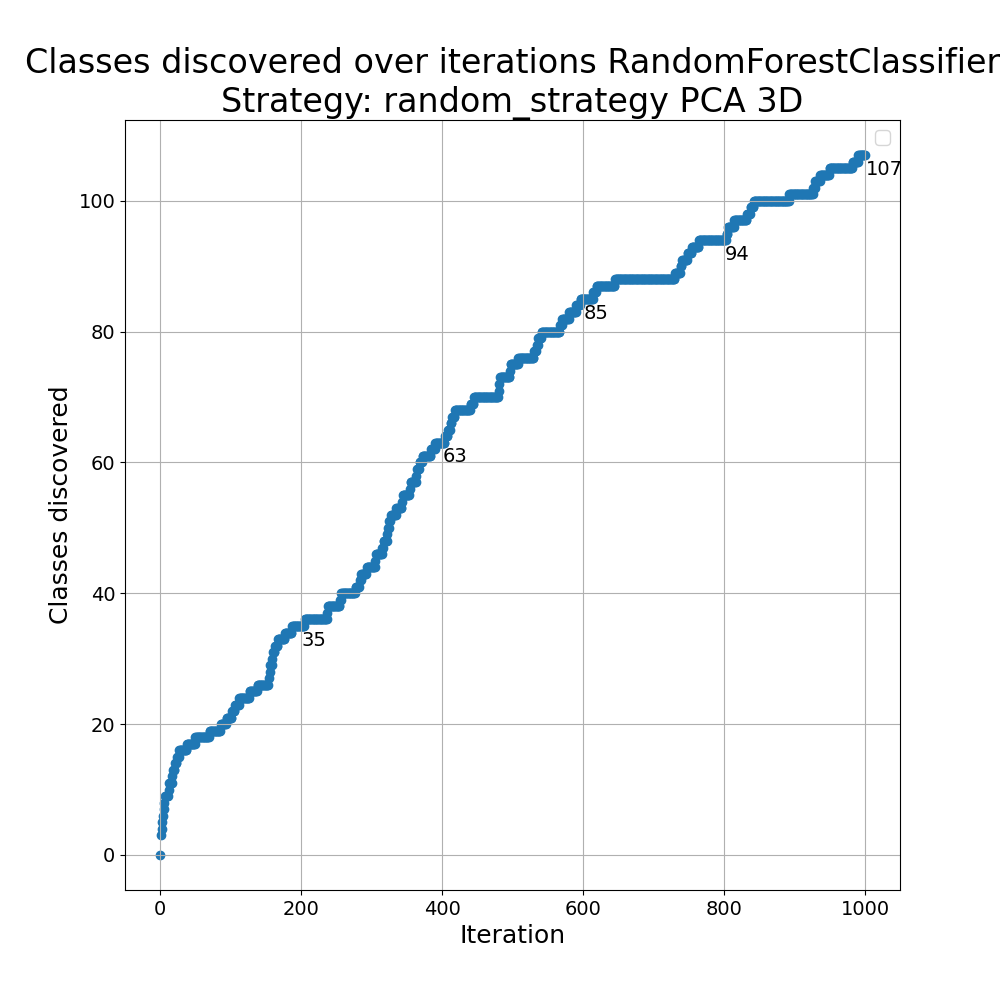 Classes discovered over iterations RandomForestClassifier
Strategy: random_strategy PCA 3D
107
100
94
85
80
63
60
35
40
20
0
Classes discovered
0 200 400 600 800 1000
Iteration